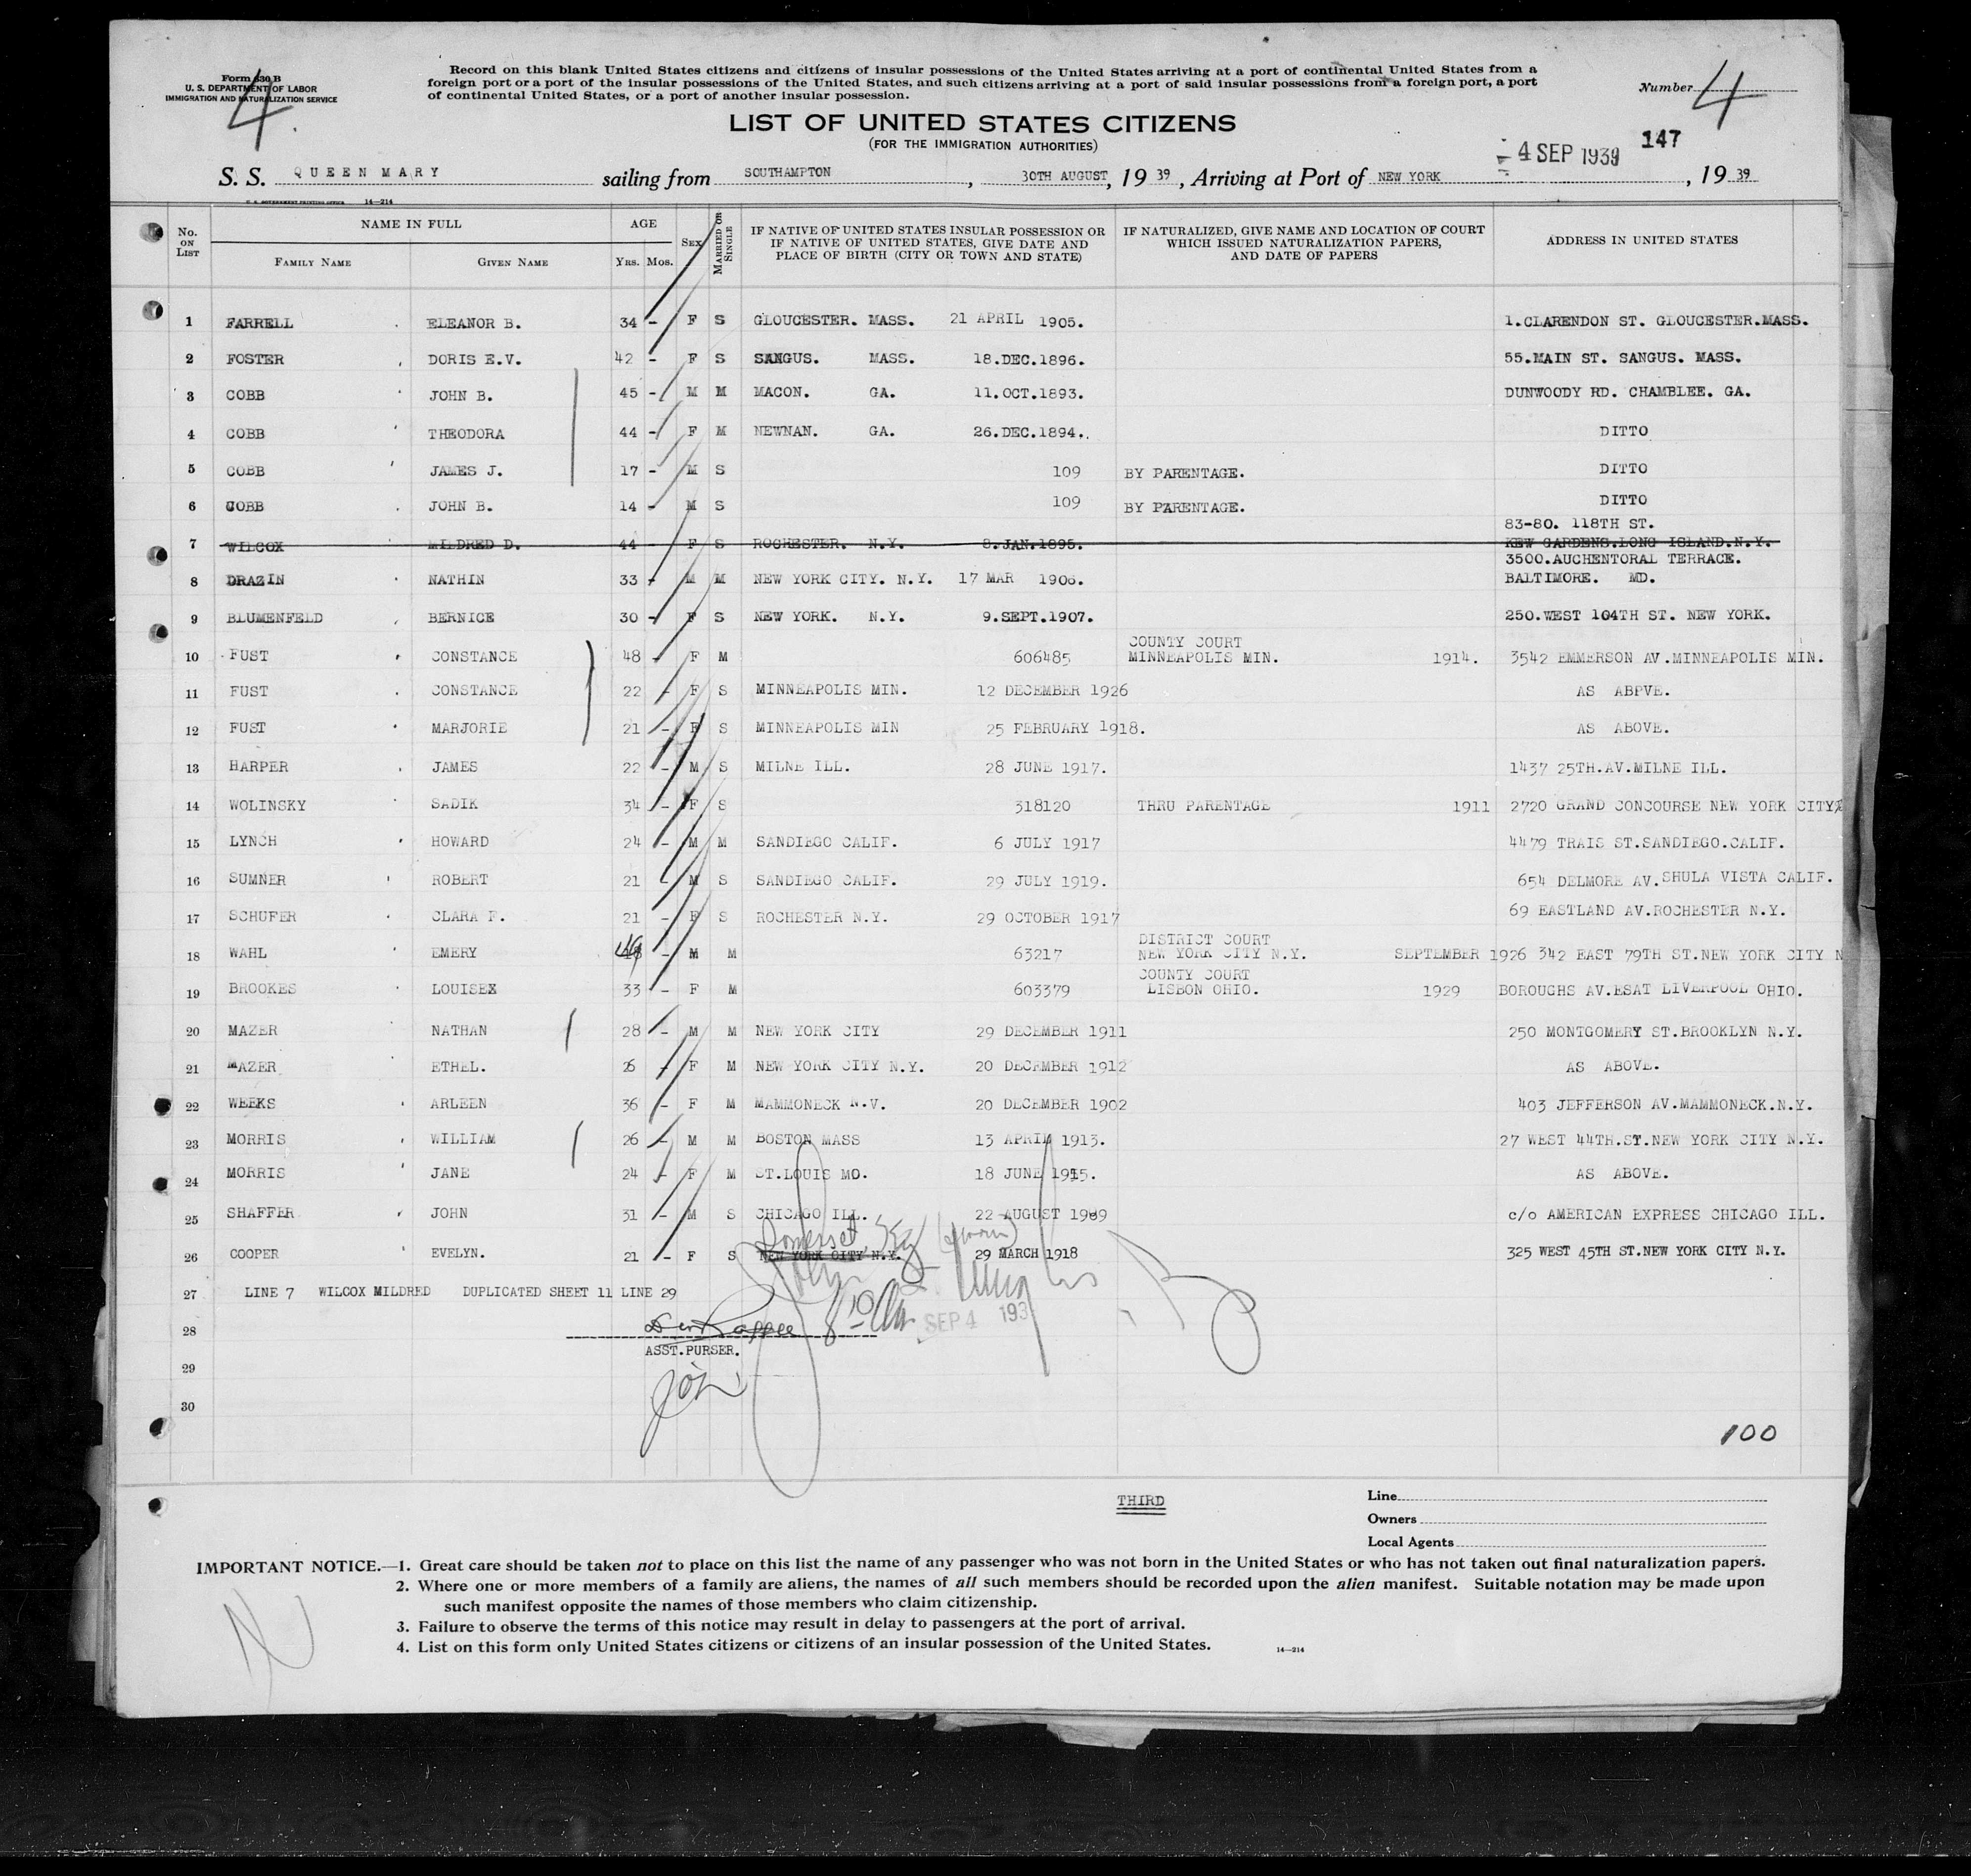 Form 630 B
U. S. DEPARTMENT OF LABOR
IMMIGRATION AND NATURALIZATION SERVICE
4
Record on this blank United States citizens and citizens of insular possessions of the United States arriving at a port of continental United States from a
foreign port or a port of the insular possessions of the United States, and such citizens arriving at a port of said insular possessions from a foreign port, a port
of continental United States, or a port of another insular possession.
Number 4
LIST OF UNITED STATES CITIZENS
(FOR THE IMMIGRATION AUTHORITIES)
147
4 SEP 1939
S. S. QUEEN MARY sailing from SOUTHAMPTON, 30TH AUGUST, 19 39, Arriving at Port of NEW YORK, 19 39
U. S. GOVERNMENT PRINTING OFFICE 14—214
No. ON LIST NAME IN FULL FAMILY NAME GIVEN NAME AGE YRS. MOS. SEX MARRIED OR SINGLE IF NATIVE OF UNITED STATES INSULAR POSSESSION OR IF NATIVE OF UNITED STATES, GIVE DATE AND PLACE OF BIRTH (CITY OR TOWN AND STATE) IF NATURALIZED, GIVE NAME AND LOCATION OF COURT WHICH ISSUED NATURALIZATION PAPERS, AND DATE OF PAPERS ADDRESS IN UNITED STATES
1 FARRELL ELEANOR B. 34 - F S GLOUCESTER. MASS. 21 APRIL 1905. 1.CLARENDON ST. GLOUCESTER.MASS.
2 FOSTER DORIS E.V. 42 - F S SANGUS. MASS. 18.DEC.1896. 55.MAIN ST. SANGUS. MASS.
3 COBB JOHN B. 45 - M M MACON. GA. 11.OCT.1893. DUNWOODY RD. CHAMBLEE. GA.
4 COBB THEODORA 44 - F M NEWNAN. GA. 26.DEC.1894. DITTO
5 COBB JAMES J. 17 - M S 109 BY PARENTAGE. DITTO
6 COBB JOHN B. 14 - M S 109 BY PARENTAGE. DITTO
83-80. 118TH ST.
7 WILCOX MILDRED D. 44 F S ROCHESTER. N.Y. 8.JAN.1895. KEW GARDENS.LONG ISLAND.N.Y.
3500.AUCHENTORAL TERRACE.
8 DRAZIN NATHIN 33 - M M NEW YORK CITY. N.Y. 17 MAR 1906. BALTIMORE. MD.
9 BLUMENFELD BERNICE 30 - F S NEW YORK. N.Y. 9.SEPT.1907. 250.WEST 104TH ST. NEW YORK.
COUNTY COURT
10 FUST CONSTANCE 48 - F M 606485 MINNEAPOLIS MIN. 1914. 3542 EMMERSON AV.MINNEAPOLIS MIN.
11 FUST CONSTANCE 22 - F S MINNEAPOLIS MIN. 12 DECEMBER 1926 AS ABPVE.
12 FUST MARJORIE 21 - F S MINNEAPOLIS MIN 25 FEBRUARY 1918. AS ABOVE.
13 HARPER JAMES 22 - M S MILNE ILL. 28 JUNE 1917. 1437 25TH.AV.MILNE ILL.
14 WOLINSKY SADIK 34 - F S 318120 THRU PARENTAGE 1911 2720 GRAND CONCOURSE NEW YORK CITY
15 LYNCH HOWARD 24 - M M SANDIEGO CALIF. 6 JULY 1917 4479 TRAIS ST.SANDIEGO.CALIF.
16 SUMNER ROBERT 21 - M S SANDIEGO CALIF. 29 JULY 1919. 654 DELMORE AV.SHULA VISTA CALIF.
17 SCHUFER CLARA F. 21 - F S ROCHESTER N.Y. 29 OCTOBER 1917 69 EASTLAND AV.ROCHESTER N.Y.
DISTRICT COURT
18 WAHL EMERY - M M 63217 NEW YORK CITY N.Y. SEPTEMBER 1926 342 EAST 79TH ST.NEW YORK CITY N
COUNTY COURT
19 BROOKES LOUISEX 33 - F M 603379 LISBON OHIO. 1929 BOROUGHS AV.ESAT LIVERPOOL OHIO.
20 MAZER NATHAN 28 - M M NEW YORK CITY 29 DECEMBER 1911 250 MONTGOMERY ST.BROOKLYN N.Y.
21 MAZER ETHEL. 26 - F M NEW YORK CITY N.Y. 20 DECEMBER 1912 AS ABOVE.
22 WEEKS ARLEEN 36 - F M MAMMONECK N.V. 20 DECEMBER 1902 403 JEFFERSON AV.MAMMONECK.N.Y.
23 MORRIS WILLIAM 26 - M M BOSTON MASS 13 APRIL 1913. 27 WEST 44TH.ST.NEW YORK CITY N.Y.
24 MORRIS JANE 24 - F M ST.LOUIS MO. 18 JUNE 1915. AS ABOVE.
25 SHAFFER JOHN 31 - M S CHICAGO ILL. 22 AUGUST 1909 c/o AMERICAN EXPRESS CHICAGO ILL.
Somerset,
26 COOPER EVELYN. 21 - F S NEW YORK CITY N.Y. 29 MARCH 1918 325 WEST 45TH ST.NEW YORK CITY N.Y.
27 LINE 7 WILCOX MILDRED DUPLICATED SHEET 11 LINE 29
28 SEP 4 193
ASST.PURSER.
29
30
100
THIRD
Line
Owners
Local Agents
IMPORTANT NOTICE.—1. Great care should be taken not to place on this list the name of any passenger who was not born in the United States or who has not taken out final naturalization papers.
2. Where one or more members of a family are aliens, the names of all such members should be recorded upon the alien manifest. Suitable notation may be made upon
such manifest opposite the names of those members who claim citizenship.
3. Failure to observe the terms of this notice may result in delay to passengers at the port of arrival.
4. List on this form only United States citizens or citizens of an insular possession of the United States. 14—214